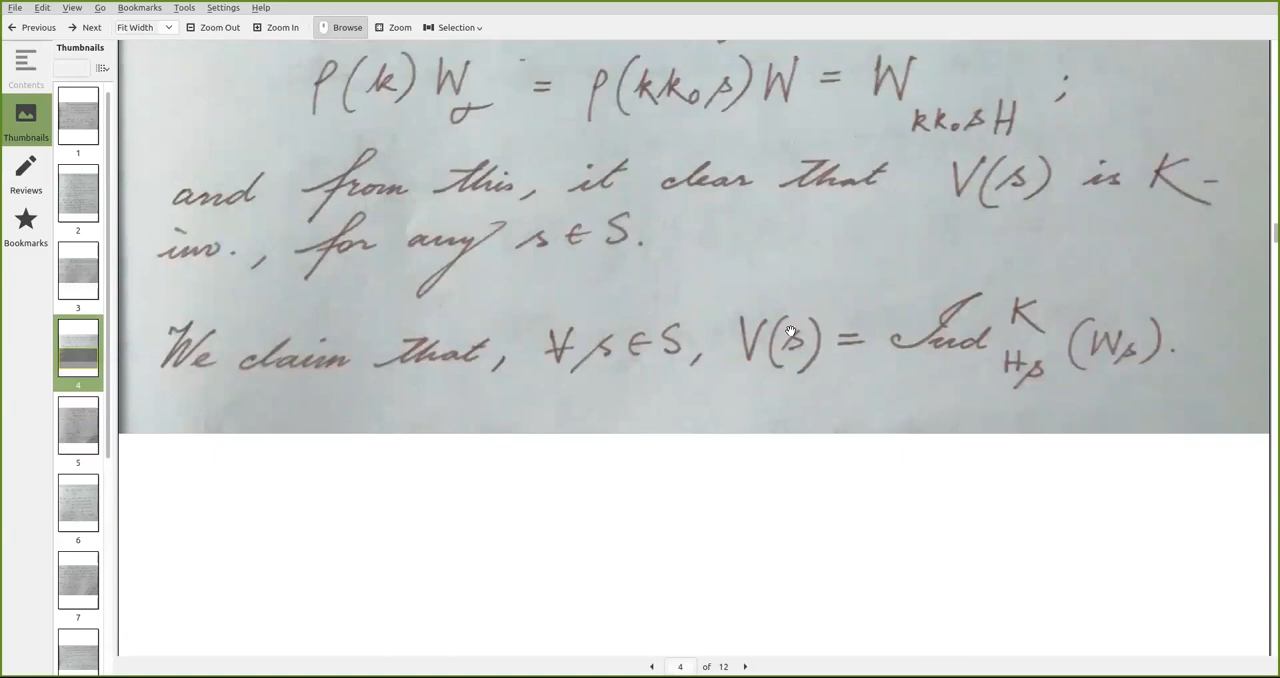 File Edit View Go Bookmarks Tools Settings Help
Previous Next Fit Width Zoom Out Zoom In Browse Zoom Selection
Thumbnails
Contents
Thumbnails
Reviews
Bookmarks
1
2
3
4
5
6
7
ρ(k) W_σ = ρ(kk₀s) W = W_{kk₀sH} ;
and from this, it clear that V(s) is K-
inv., for any s ∈ S.
We claim that, ∀ s ∈ S, V(s) = Ind^K_{H_s} (W_s).
4 of 12